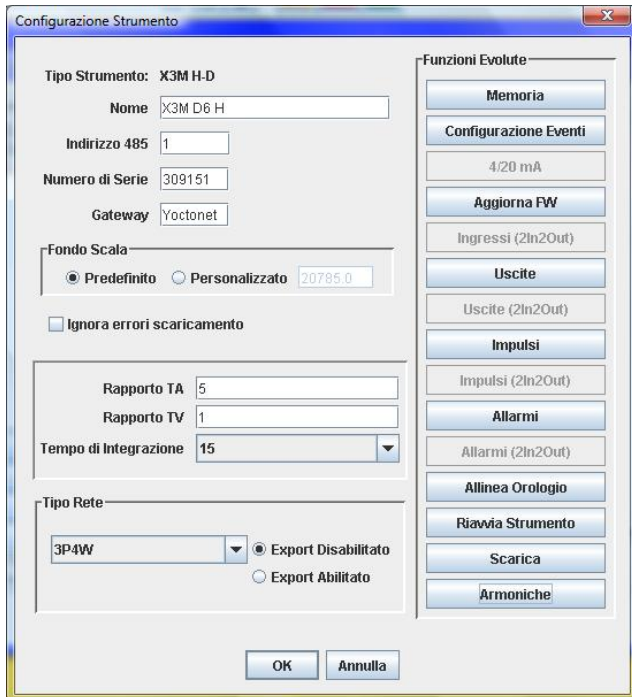 Configurazione Strumento
Tipo Strumento: X3M H-D
Nome X3M D6 H
Indirizzo 485 1
Numero di Serie 309151
Gateway Yoctonet
Fondo Scala
Predefinito Personalizzato 20785.0
Ignora errori scaricamento
Rapporto TA 5
Rapporto TV 1
Tempo di Integrazione 15
Tipo Rete
3P4W Export Disabilitato
Export Abilitato
Funzioni Evolute
Memoria
Configurazione Eventi
4/20 mA
Aggiorna FW
Ingressi (2In2Out)
Uscite
Uscite (2In2Out)
Impulsi
Impulsi (2In2Out)
Allarmi
Allarmi (2In2Out)
Allinea Orologio
Riavvia Strumento
Scarica
Armoniche
OK Annulla